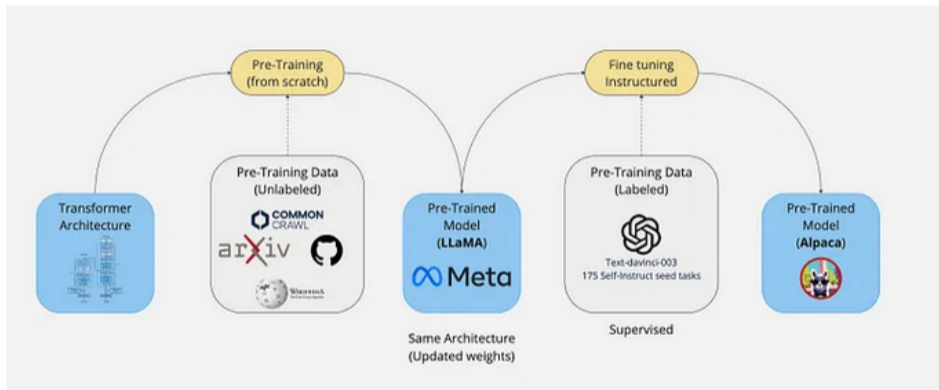 Pre-Training
(from scratch)
Fine tuning
Instructured
Transformer
Architecture
Pre-Training Data
(Unlabeled)
COMMON
CRAWL
arXiv
WIKIPEDIA
Pre-Trained
Model
(LLaMA)
Meta
Same Architecture
(Updated weights)
Pre-Training Data
(Labeled)
Text-davinci-003
175 Self-Instruct seed tasks
Supervised
Pre-Trained
Model
(Alpaca)